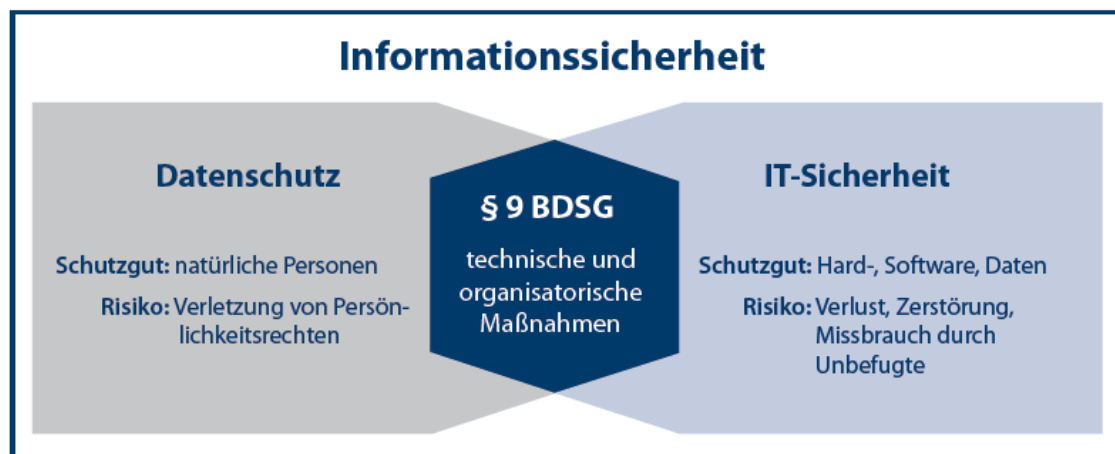 Informationssicherheit
Datenschutz
Schutzgut: natürliche Personen
Risiko: Verletzung von Persön-
lichkeitsrechten
§ 9 BDSG
technische und
organisatorische
Maßnahmen
IT-Sicherheit
Schutzgut: Hard-, Software, Daten
Risiko: Verlust, Zerstörung,
Missbrauch durch
Unbefugte